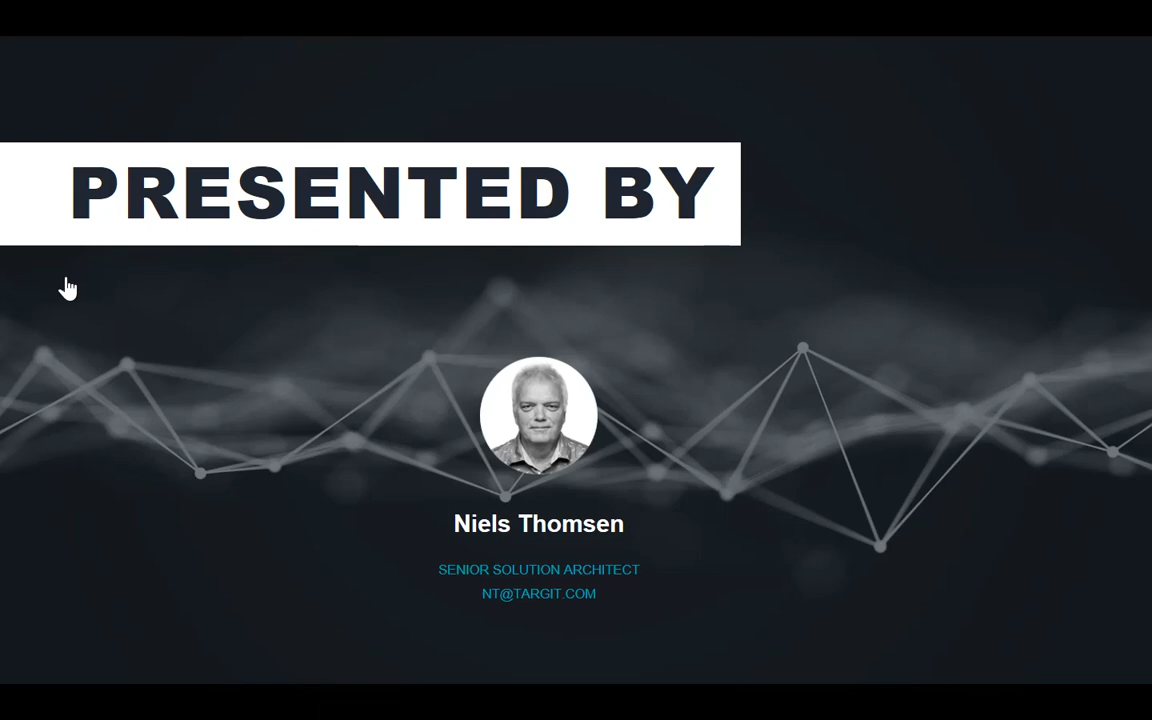 PRESENTED BY
Niels Thomsen
SENIOR SOLUTION ARCHITECT
NT@TARGIT.COM